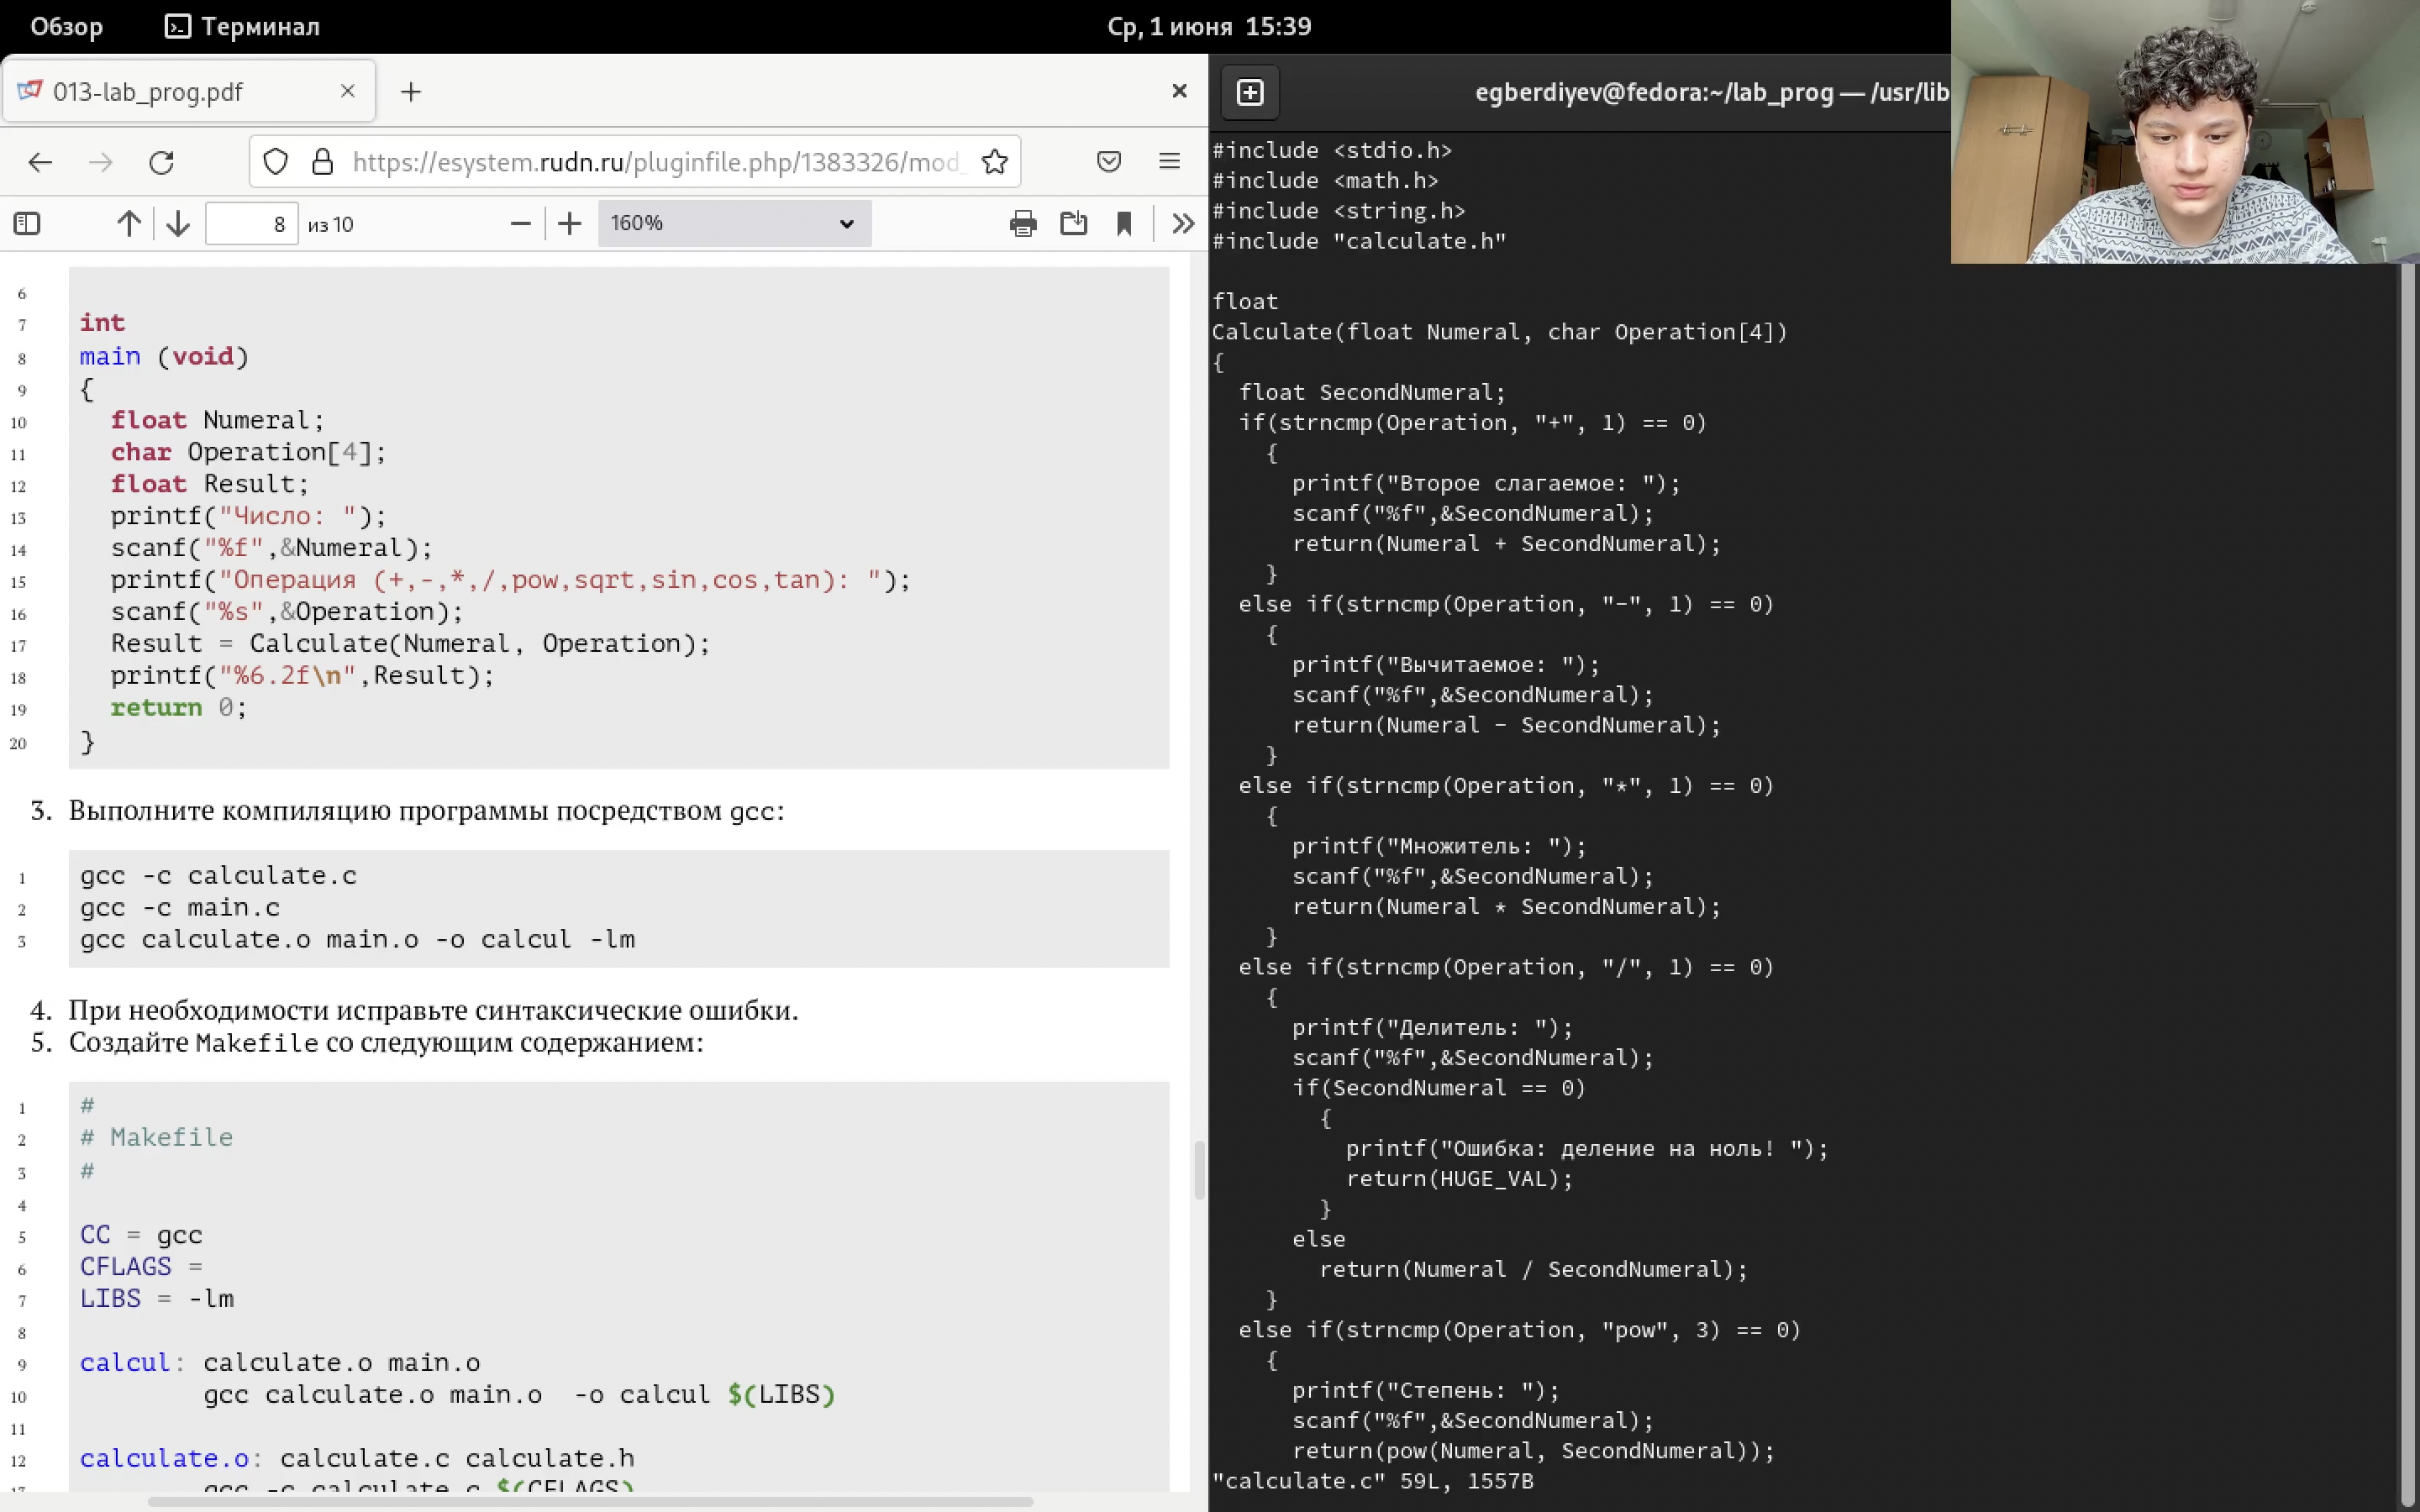 Обзор
Терминал
Ср, 1 июня 15:39
013-lab_prog.pdf
https://esystem.rudn.ru/pluginfile.php/1383326/mod_
8 из 10
160%
6
7 int
8 main (void)
9 {
10 float Numeral;
11 char Operation[4];
12 float Result;
13 printf("Число: ");
14 scanf("%f",&Numeral);
15 printf("Операция (+,-,*,/,pow,sqrt,sin,cos,tan): ");
16 scanf("%s",&Operation);
17 Result = Calculate(Numeral, Operation);
18 printf("%6.2f\n",Result);
19 return 0;
20 }
3. Выполните компиляцию программы посредством gcc:
1 gcc -c calculate.c
2 gcc -c main.c
3 gcc calculate.o main.o -o calcul -lm
4. При необходимости исправьте синтаксические ошибки.
5. Создайте Makefile со следующим содержанием:
1 #
2 # Makefile
3 #
4
5 CC = gcc
6 CFLAGS =
7 LIBS = -lm
8
9 calcul: calculate.o main.o
10 gcc calculate.o main.o -o calcul $(LIBS)
11
12 calculate.o: calculate.c calculate.h
13 gcc -c calculate.c $(CFLAGS)
egberdiyev@fedora:~/lab_prog — /usr/lib
#include <stdio.h>
#include <math.h>
#include <string.h>
#include "calculate.h"
float
Calculate(float Numeral, char Operation[4])
{
float SecondNumeral;
if(strncmp(Operation, "+", 1) == 0)
{
printf("Второе слагаемое: ");
scanf("%f",&SecondNumeral);
return(Numeral + SecondNumeral);
}
else if(strncmp(Operation, "-", 1) == 0)
{
printf("Вычитаемое: ");
scanf("%f",&SecondNumeral);
return(Numeral - SecondNumeral);
}
else if(strncmp(Operation, "*", 1) == 0)
{
printf("Множитель: ");
scanf("%f",&SecondNumeral);
return(Numeral * SecondNumeral);
}
else if(strncmp(Operation, "/", 1) == 0)
{
printf("Делитель: ");
scanf("%f",&SecondNumeral);
if(SecondNumeral == 0)
{
printf("Ошибка: деление на ноль! ");
return(HUGE_VAL);
}
else
return(Numeral / SecondNumeral);
}
else if(strncmp(Operation, "pow", 3) == 0)
{
printf("Степень: ");
scanf("%f",&SecondNumeral);
return(pow(Numeral, SecondNumeral));
"calculate.c" 59L, 1557B